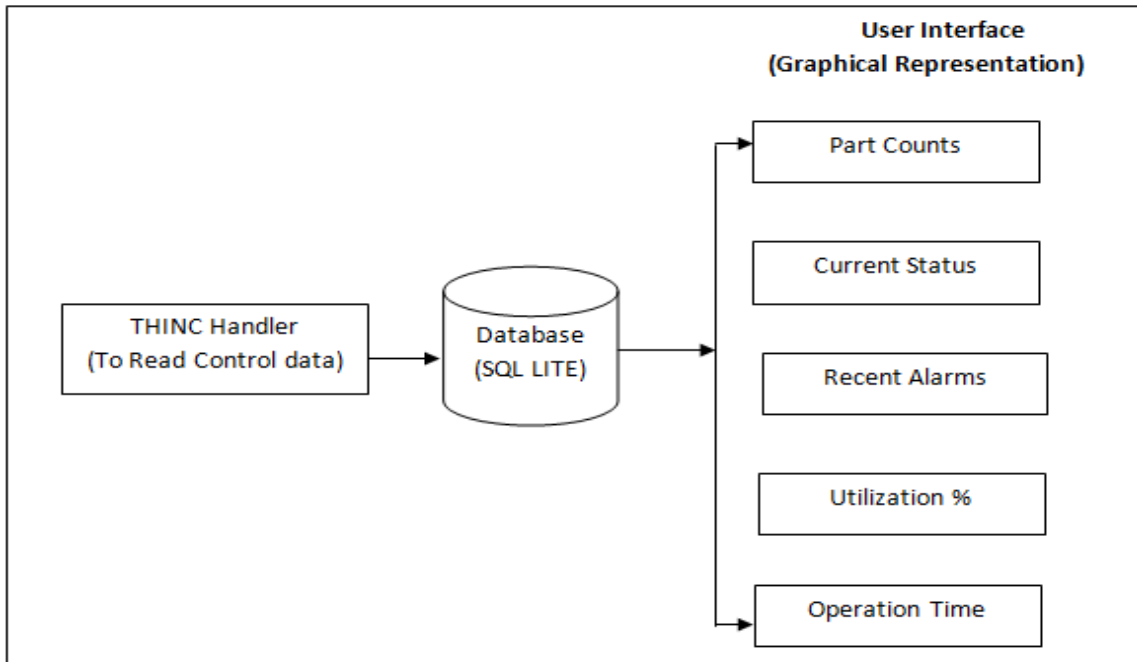 User Interface
(Graphical Representation)
Part Counts
Current Status
THINC Handler
(To Read Control data)
Database
(SQL LITE)
Recent Alarms
Utilization %
Operation Time